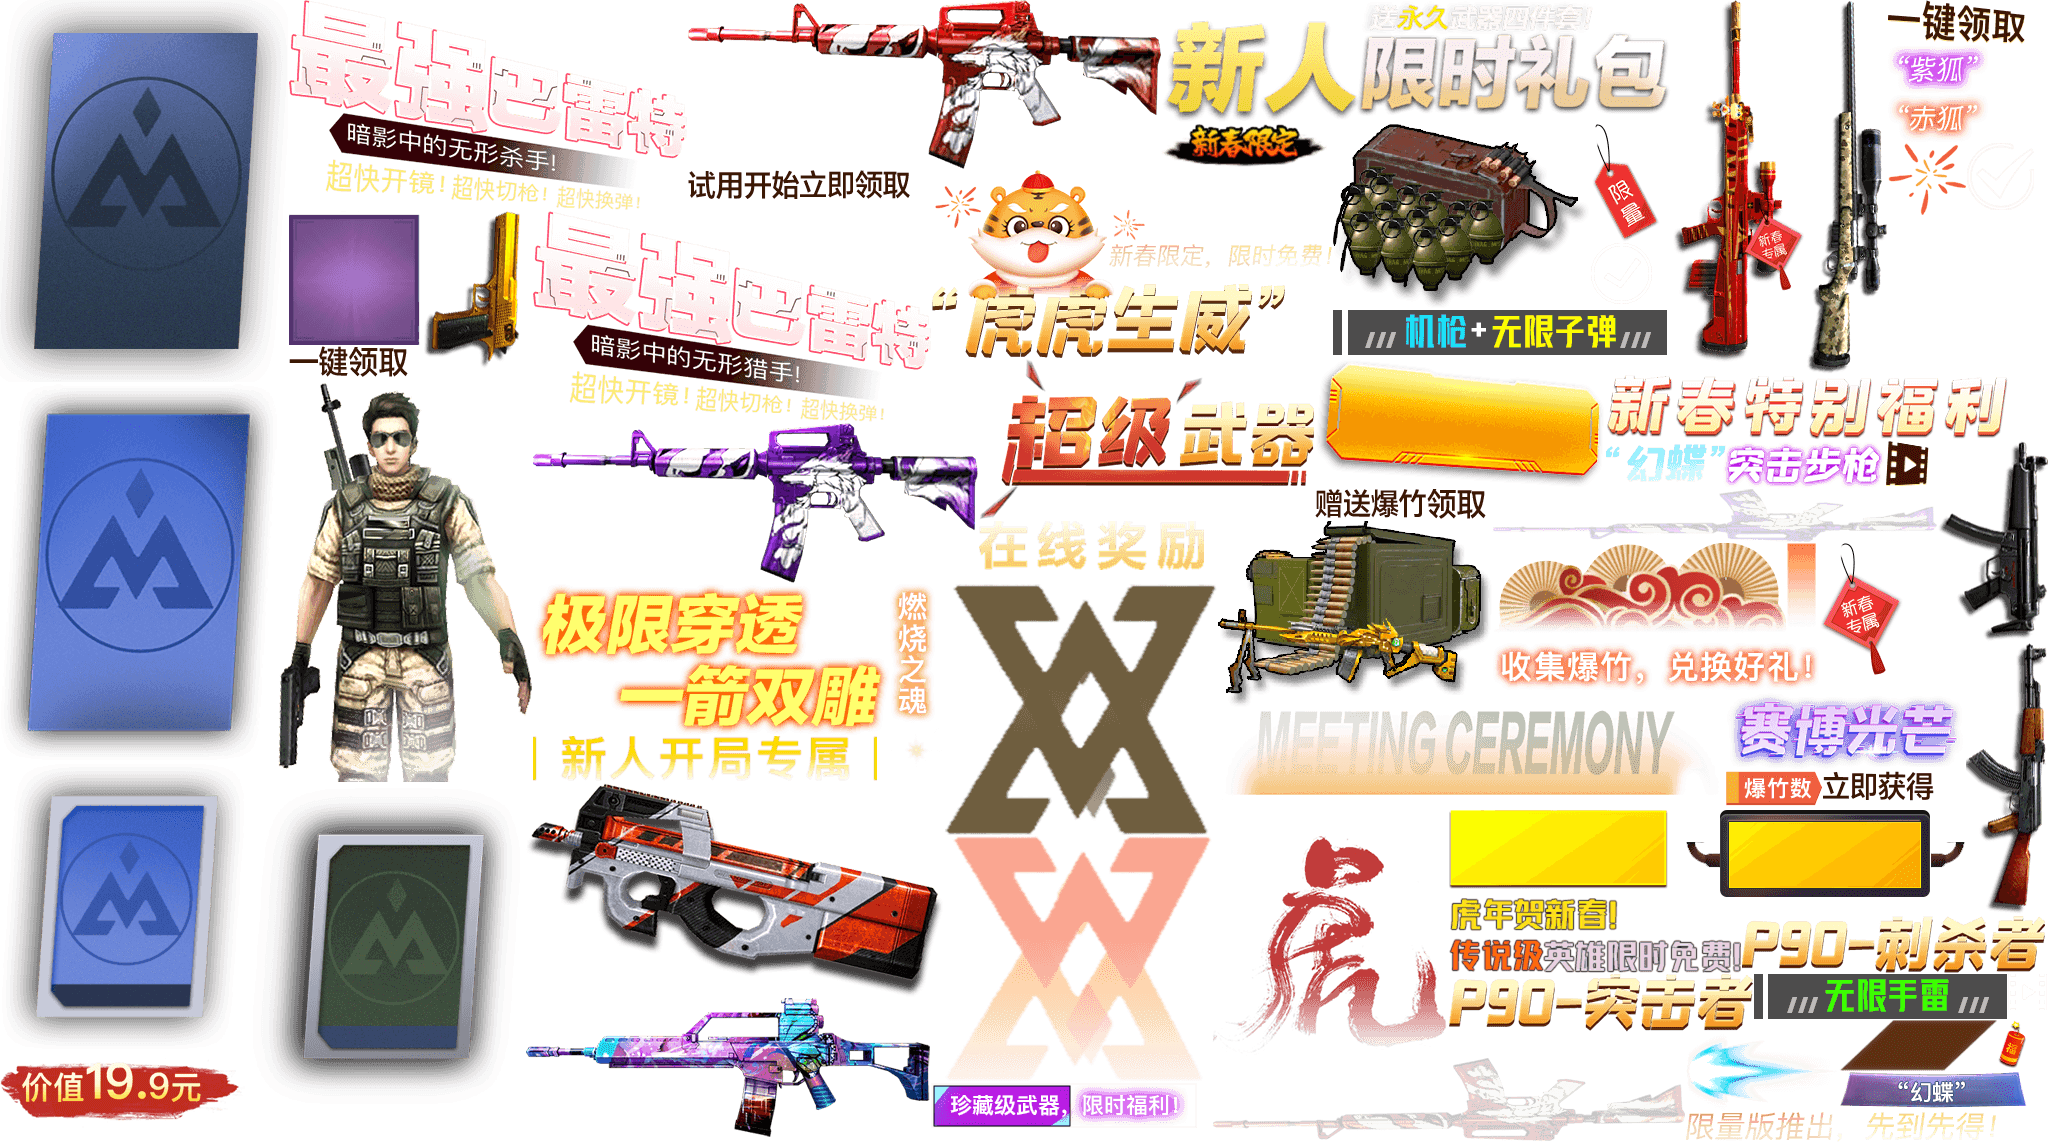 最强巴雷特
暗影中的无形杀手!
超快开镜!超快切枪!超快换弹!
试用开始立即领取
送永久武器四件套!
新人限时礼包
新春限定
一键领取
“紫狐”
“赤狐”
限量
新春
专属
新春限定，限时免费!
“虎虎生威”
机枪+无限子弹
一键领取
最强巴雷特
暗影中的无形猎手!
超快开镜!超快切枪!超快换弹!
超级武器
新春特别福利
“幻蝶”突击步枪
赠送爆竹领取
在线奖励
极限穿透
一箭双雕
燃烧之魂
新人开局专属
新春
专属
收集爆竹，兑换好礼!
MEETING CEREMONY
赛博光芒
爆竹数 立即获得
虎
虎年贺新春!
传说级英雄限时免费!
P90-刺杀者
P90-突击者
无限手雷
福
“幻蝶”
价值19.9元
珍藏级武器，限时福利!
限量版推出，先到先得!